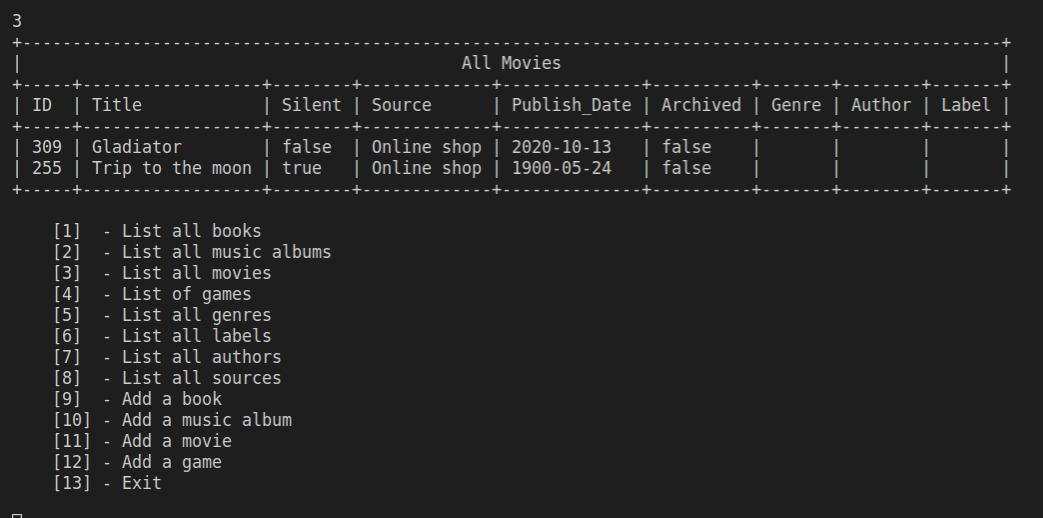 3
+--------------------------------------------------------------------------------------------------+
|                                            All Movies                                            |
+-----+------------------+--------+-------------+--------------+----------+-------+--------+-------+
| ID  | Title            | Silent | Source      | Publish_Date | Archived | Genre | Author | Label |
+-----+------------------+--------+-------------+--------------+----------+-------+--------+-------+
| 309 | Gladiator        | false  | Online shop | 2020-10-13   | false    |       |        |       |
| 255 | Trip to the moon | true   | Online shop | 1900-05-24   | false    |       |        |       |
+-----+------------------+--------+-------------+--------------+----------+-------+--------+-------+
[1]  - List all books
[2]  - List all music albums
[3]  - List all movies
[4]  - List of games
[5]  - List all genres
[6]  - List all labels
[7]  - List all authors
[8]  - List all sources
[9]  - Add a book
[10] - Add a music album
[11] - Add a movie
[12] - Add a game
[13] - Exit